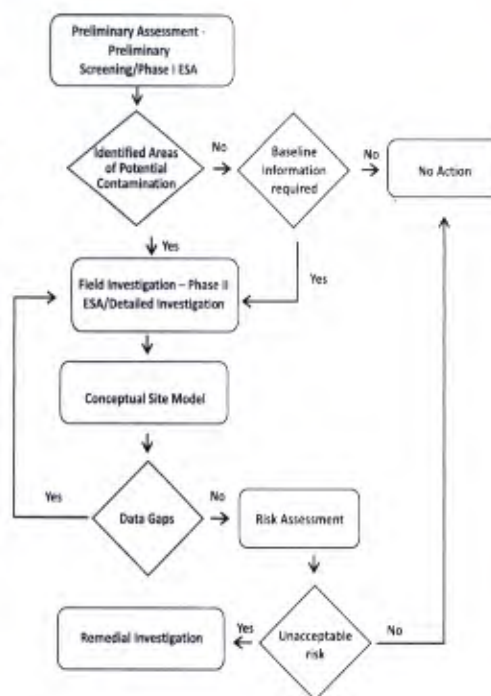 Preliminary Assessment -
Preliminary
Screening/Phase I ESA
Identified Areas
of Potential
Contamination
No
Baseline
Information
required
No
No Action
Yes
Yes
Field Investigation – Phase II
ESA/Detailed Investigation
Conceptual Site Model
Yes
Data Gaps
No
Risk Assessment
Remedial Investigation
Yes
Unacceptable
risk
No